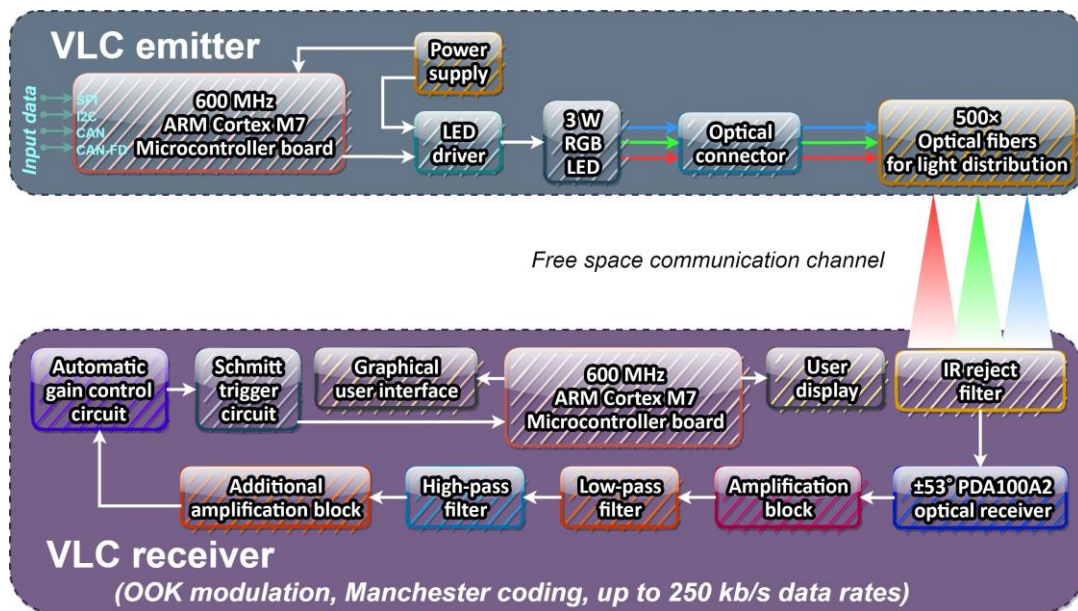 VLC emitter
Input data
SPI
I2C
CAN
CAN-FD
600 MHz
ARM Cortex M7
Microcontroller board
Power
supply
LED
driver
3 W
RGB
LED
Optical
connector
500×
Optical fibers
for light distribution
Free space communication channel
Automatic
gain control
circuit
Schmitt
trigger
circuit
Graphical
user interface
600 MHz
ARM Cortex M7
Microcontroller board
User
display
IR reject
filter
Additional
amplification block
High-pass
filter
Low-pass
filter
Amplification
block
±53° PDA100A2
optical receiver
VLC receiver
(OOK modulation, Manchester coding, up to 250 kb/s data rates)